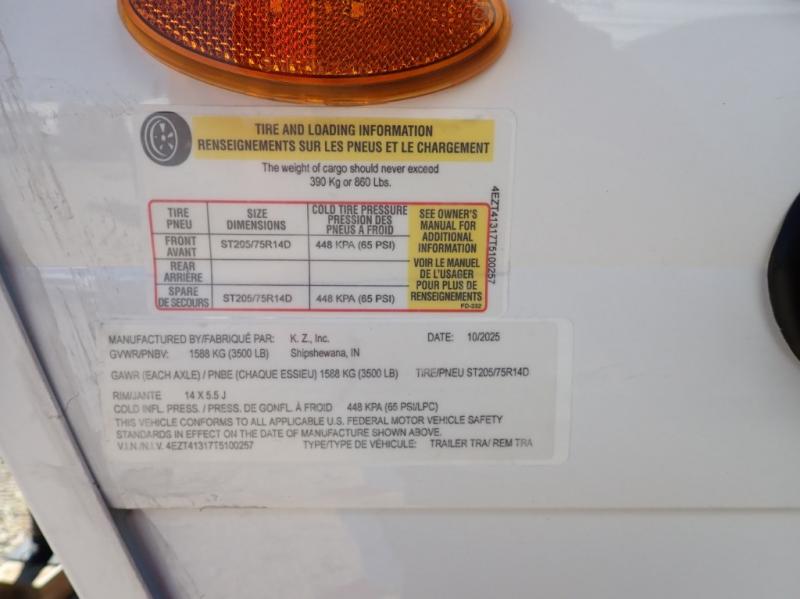 TIRE AND LOADING INFORMATION
RENSEIGNEMENTS SUR LES PNEUS ET LE CHARGEMENT
The weight of cargo should never exceed
390 Kg or 860 Lbs.
TIRE PNEU
SIZE DIMENSIONS
COLD TIRE PRESSURE PRESSION DES PNEUS À FROID
FRONT AVANT
ST205/75R14D
448 KPA (65 PSI)
REAR ARRIÈRE
SPARE DE SECOURS
ST205/75R14D
448 KPA (65 PSI)
SEE OWNER'S
MANUAL FOR
ADDITIONAL
INFORMATION
VOIR LE MANUEL
DE L'USAGER
POUR PLUS DE
RENSEIGNEMENTS
FD-332
4EZT41317T5100257
MANUFACTURED BY/FABRIQUÉ PAR: K. Z., Inc. DATE: 10/2025
GVWR/PNBV: 1588 KG (3500 LB) Shipshewana, IN
GAWR (EACH AXLE) / PNBE (CHAQUE ESSIEU) 1588 KG (3500 LB) TIRE/PNEU ST205/75R14D
RIM/JANTE 14 X 5.5 J
COLD INFL. PRESS. / PRESS. DE GONFL. À FROID 448 KPA (65 PSI/LPC)
THIS VEHICLE CONFORMS TO ALL APPLICABLE U.S. FEDERAL MOTOR VEHICLE SAFETY
STANDARDS IN EFFECT ON THE DATE OF MANUFACTURE SHOWN ABOVE.
V.I.N./N.I.V. 4EZT41317T5100257 TYPE/TYPE DE VÉHICULE: TRAILER TRA/ REM TRA